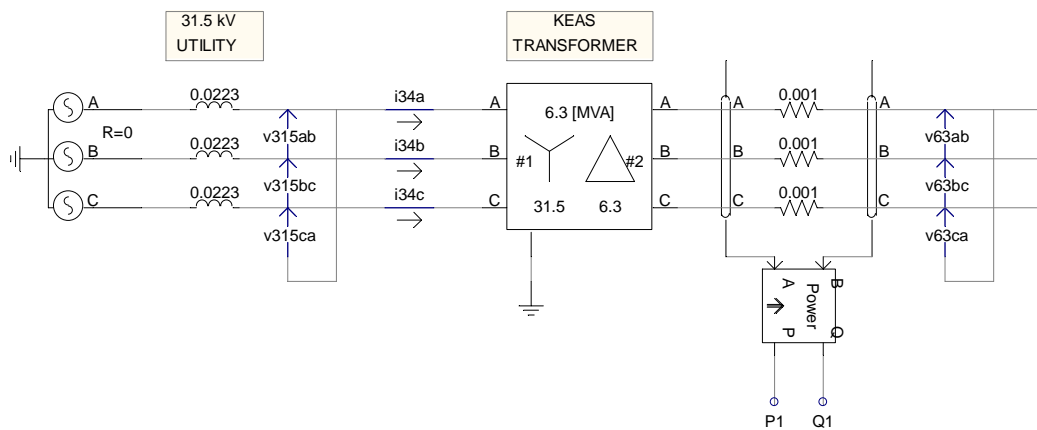 31.5 kV
UTILITY
KEAS
TRANSFORMER
A
0.0223
i34a
A
6.3 [MVA]
A
A
0.001
A
R=0
v315ab
v63ab
B
0.0223
i34b
B
#1
#2
B
B
0.001
B
v315bc
v63bc
C
0.0223
i34c
C
31.5
6.3
C
C
0.001
C
v315ca
v63ca
A
B
Power
P
Q
P1
Q1